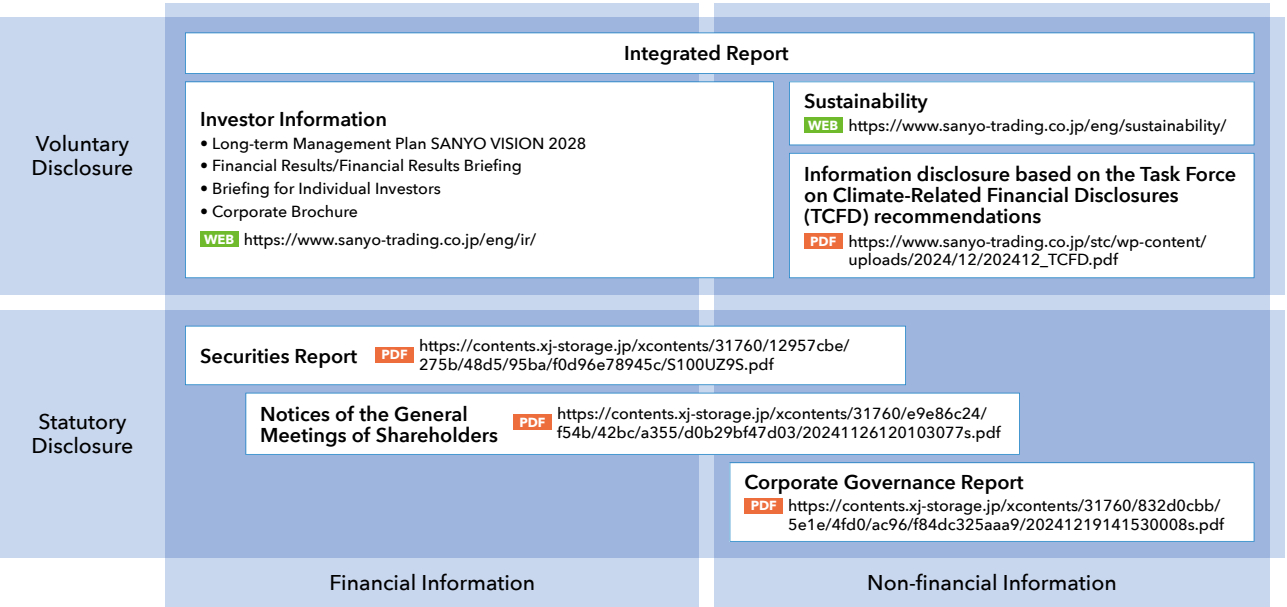 Voluntary
Disclosure
Integrated Report
Investor Information
• Long-term Management Plan SANYO VISION 2028
• Financial Results/Financial Results Briefing
• Briefing for Individual Investors
• Corporate Brochure
WEB https://www.sanyo-trading.co.jp/eng/ir/
Sustainability
WEB https://www.sanyo-trading.co.jp/eng/sustainability/
Information disclosure based on the Task Force
on Climate-Related Financial Disclosures
(TCFD) recommendations
PDF https://www.sanyo-trading.co.jp/stc/wp-content/
uploads/2024/12/202412_TCFD.pdf
Statutory
Disclosure
Securities Report PDF https://contents.xj-storage.jp/xcontents/31760/12957cbe/
275b/48d5/95ba/f0d96e78945c/S100UZ9S.pdf
Notices of the General
Meetings of Shareholders
PDF https://contents.xj-storage.jp/xcontents/31760/e9e86c24/
f54b/42bc/a355/d0b29bf47d03/20241126120103077s.pdf
Corporate Governance Report
PDF https://contents.xj-storage.jp/xcontents/31760/832d0cbb/
5e1e/4fd0/ac96/f84dc325aaa9/20241219141530008s.pdf
Financial Information
Non-financial Information